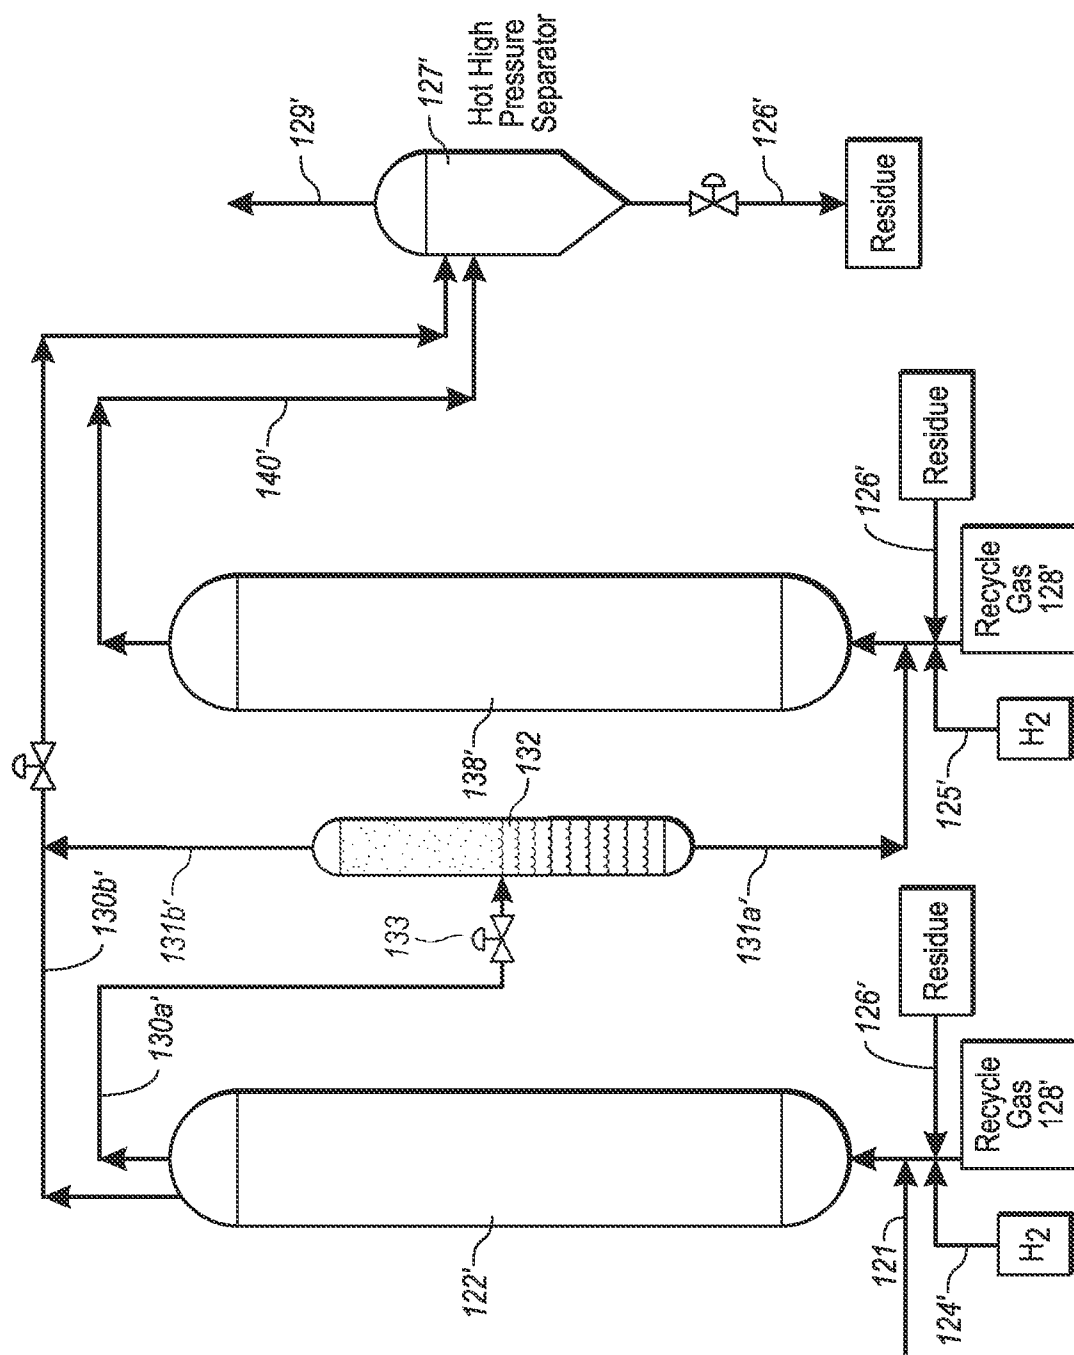 129'
127'
Hot High
Pressure
Separator
126'
Residue
140'
130b'
131b'
130a'
133
132
138'
131a'
122'
126'
Residue
Recycle
Gas
128'
125'
H2
126'
Residue
Recycle
Gas
128'
121
124'
H2